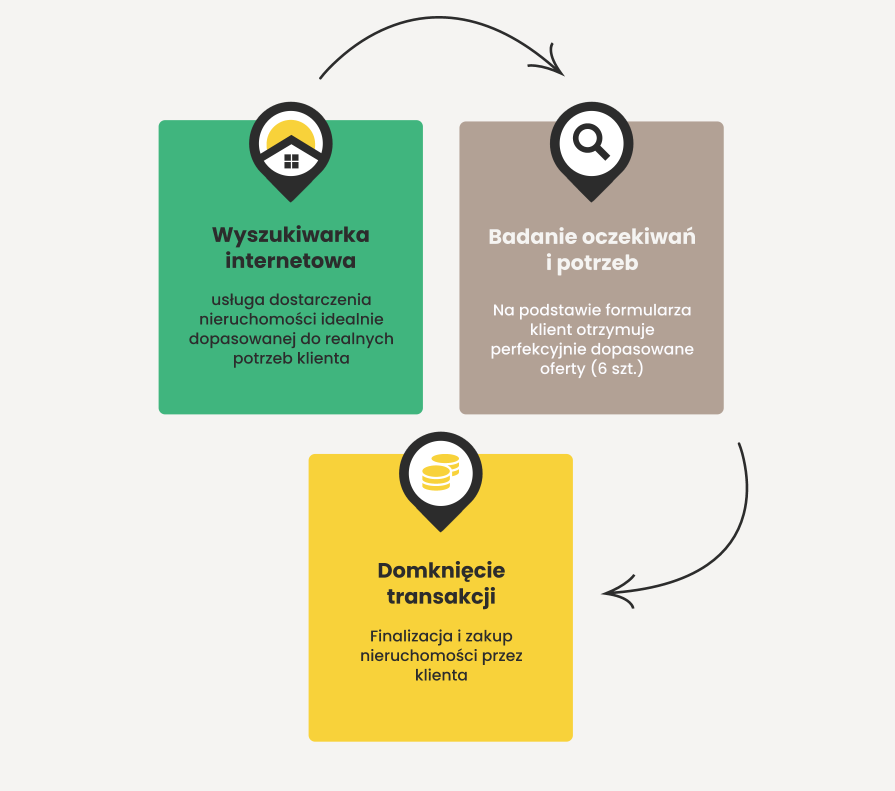 Wyszukiwarka
internetowa
usługa dostarczenia
nieruchomości idealnie
dopasowanej do realnych
potrzeb klienta
Badanie oczekiwań
i potrzeb
Na podstawie formularza
klient otrzymuje
perfekcyjnie dopasowane
oferty (6 szt.)
Domknięcie
transakcji
Finalizacja i zakup
nieruchomości przez
klienta